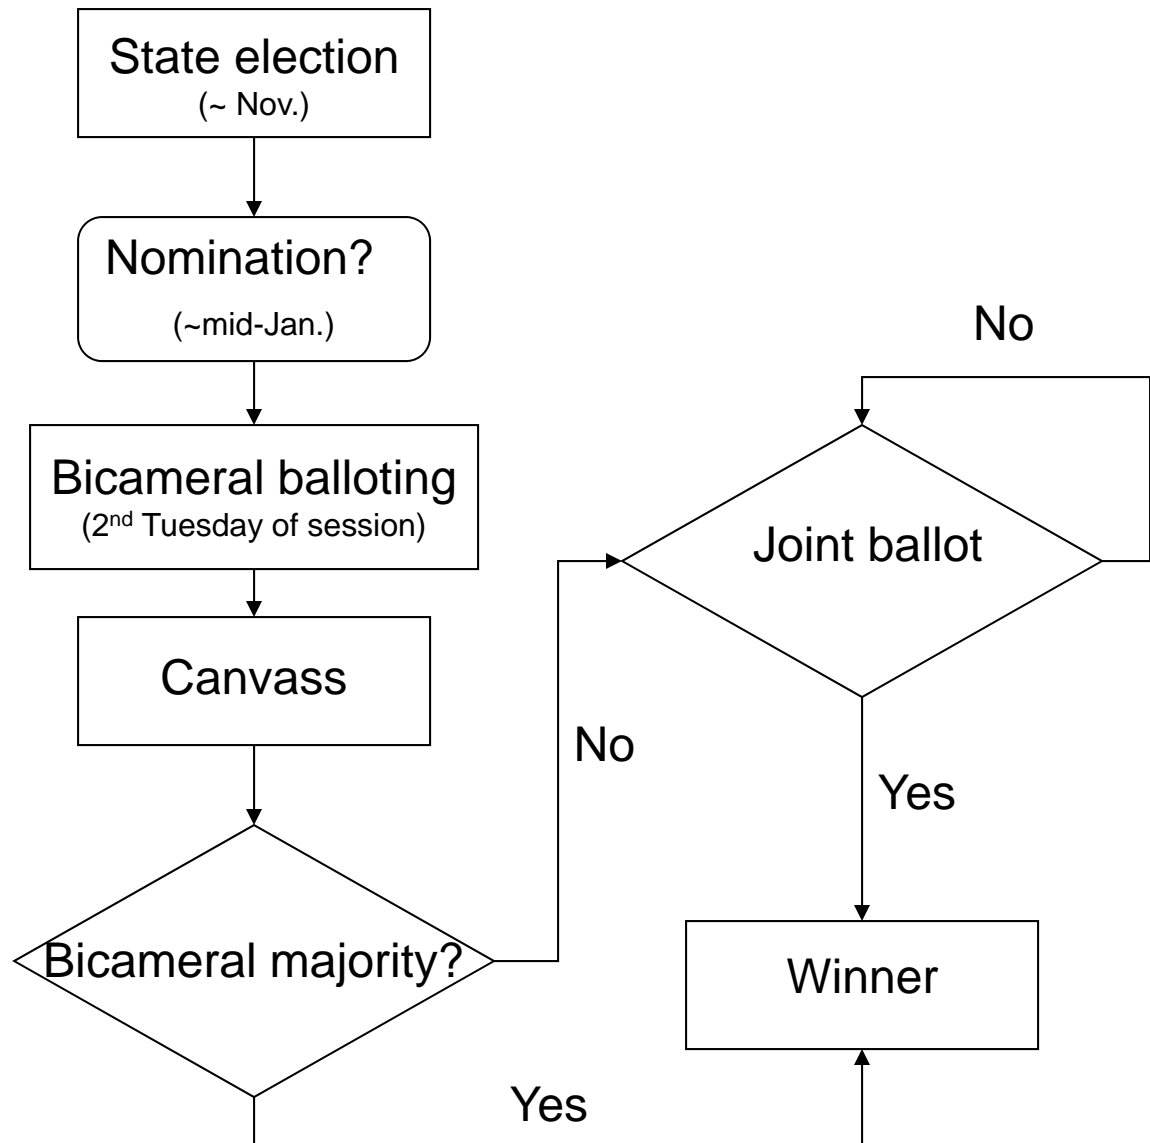 State election
(~ Nov.)
Nomination?
(~mid-Jan.)
Bicameral balloting
(2nd Tuesday of session)
Canvass
Bicameral majority?
No
Joint ballot
No
Yes
Winner
Yes